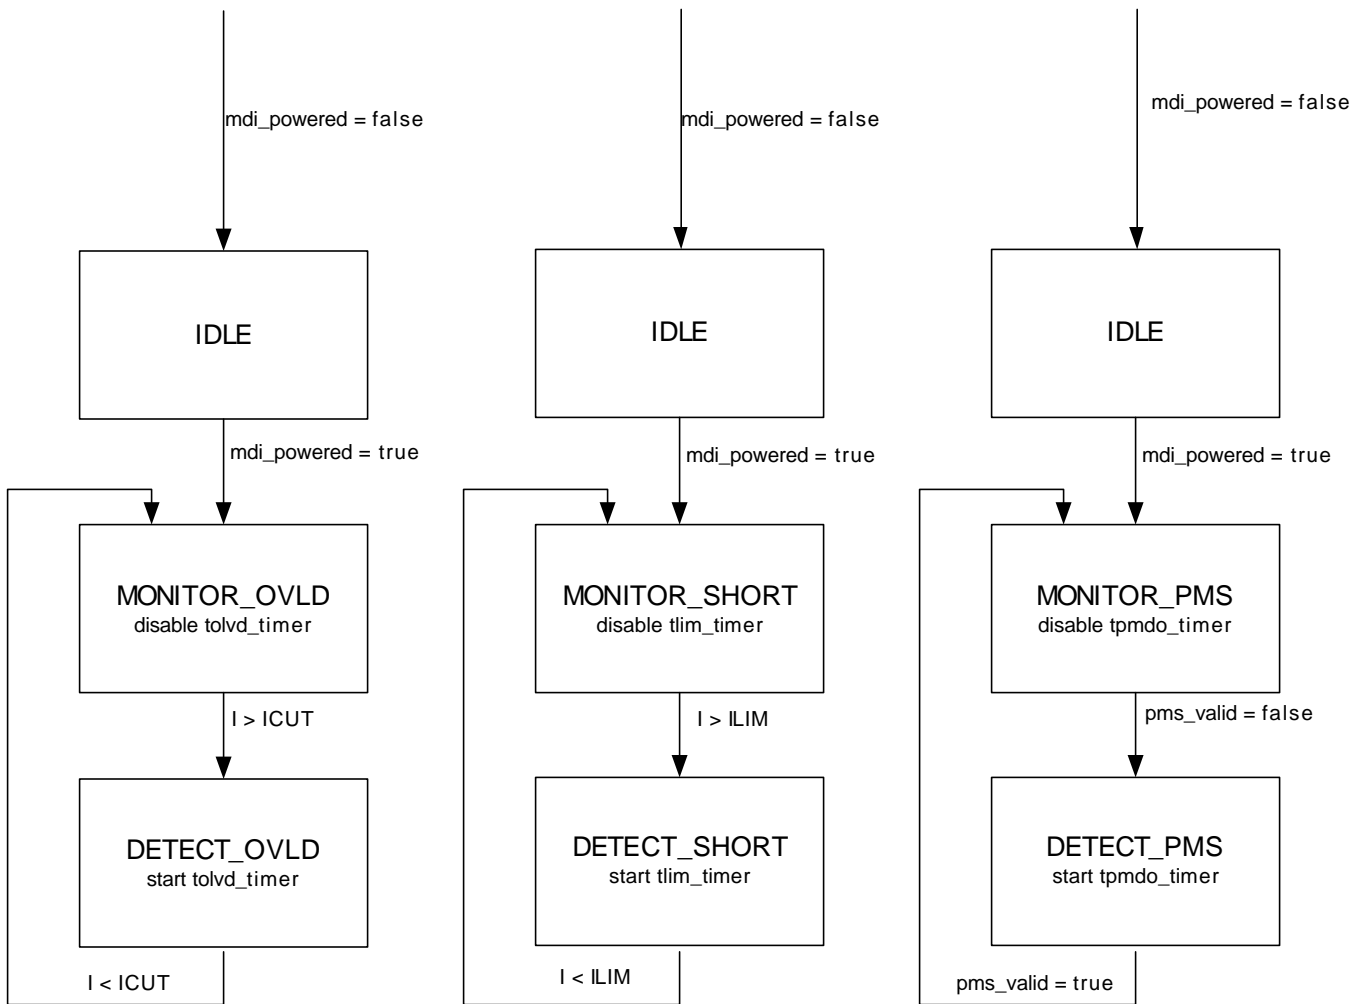 mdi_powered = false
mdi_powered = false
mdi_powered = false
IDLE
IDLE
IDLE
mdi_powered = true
mdi_powered = true
mdi_powered = true
MONITOR_OVLD
disable tolvd_timer
MONITOR_SHORT
disable tlim_timer
MONITOR_PMS
disable tpmdo_timer
I > ICUT
I > ILIM
pms_valid = false
DETECT_OVLD
start tolvd_timer
DETECT_SHORT
start tlim_timer
DETECT_PMS
start tpmdo_timer
I < ICUT
I < ILIM
pms_valid = true